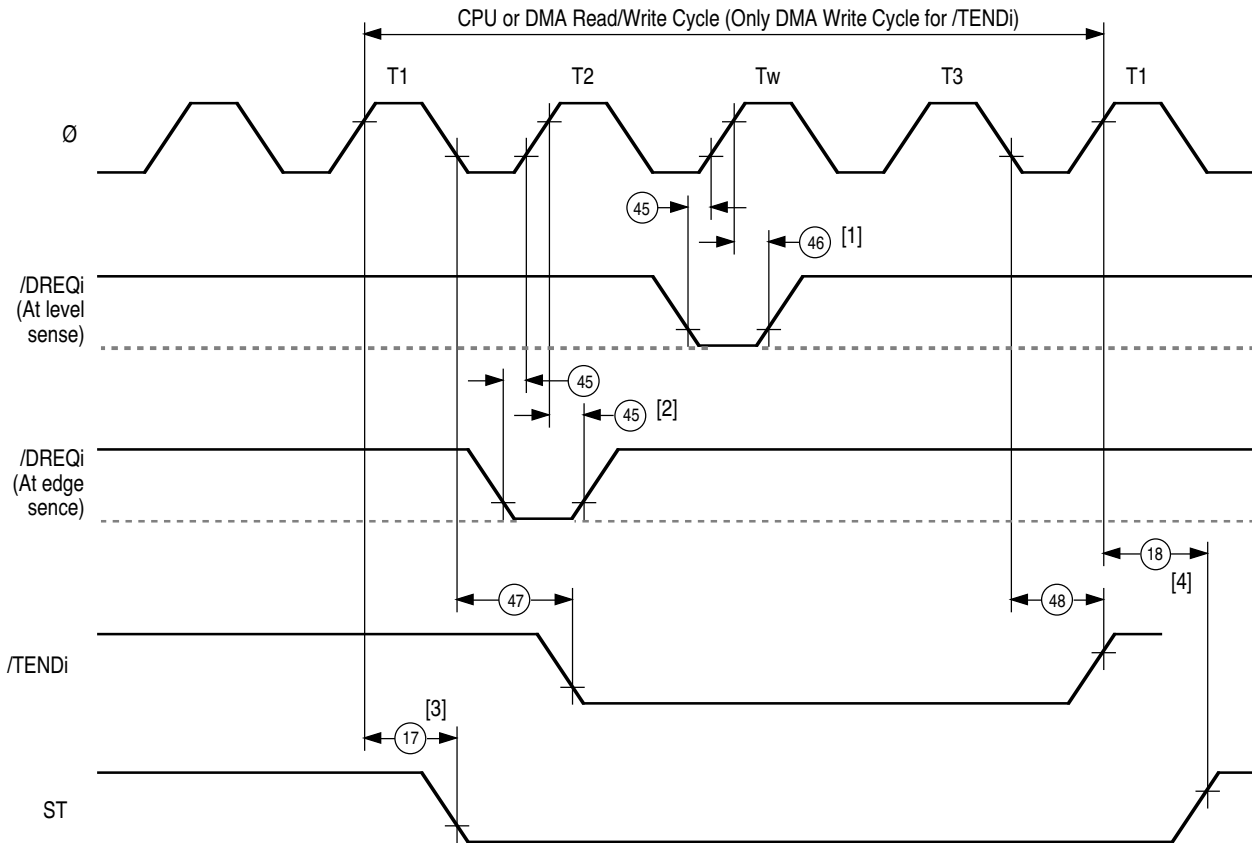 CPU or DMA Read/Write Cycle (Only DMA Write Cycle for /TENDi)
T1 T2 Tw T3 T1
Ø
45
46 [1]
/DREQi
(At level
sense)
45
45 [2]
/DREQi
(At edge
sence)
18
[4]
47
48
/TENDi
[3]
17
ST